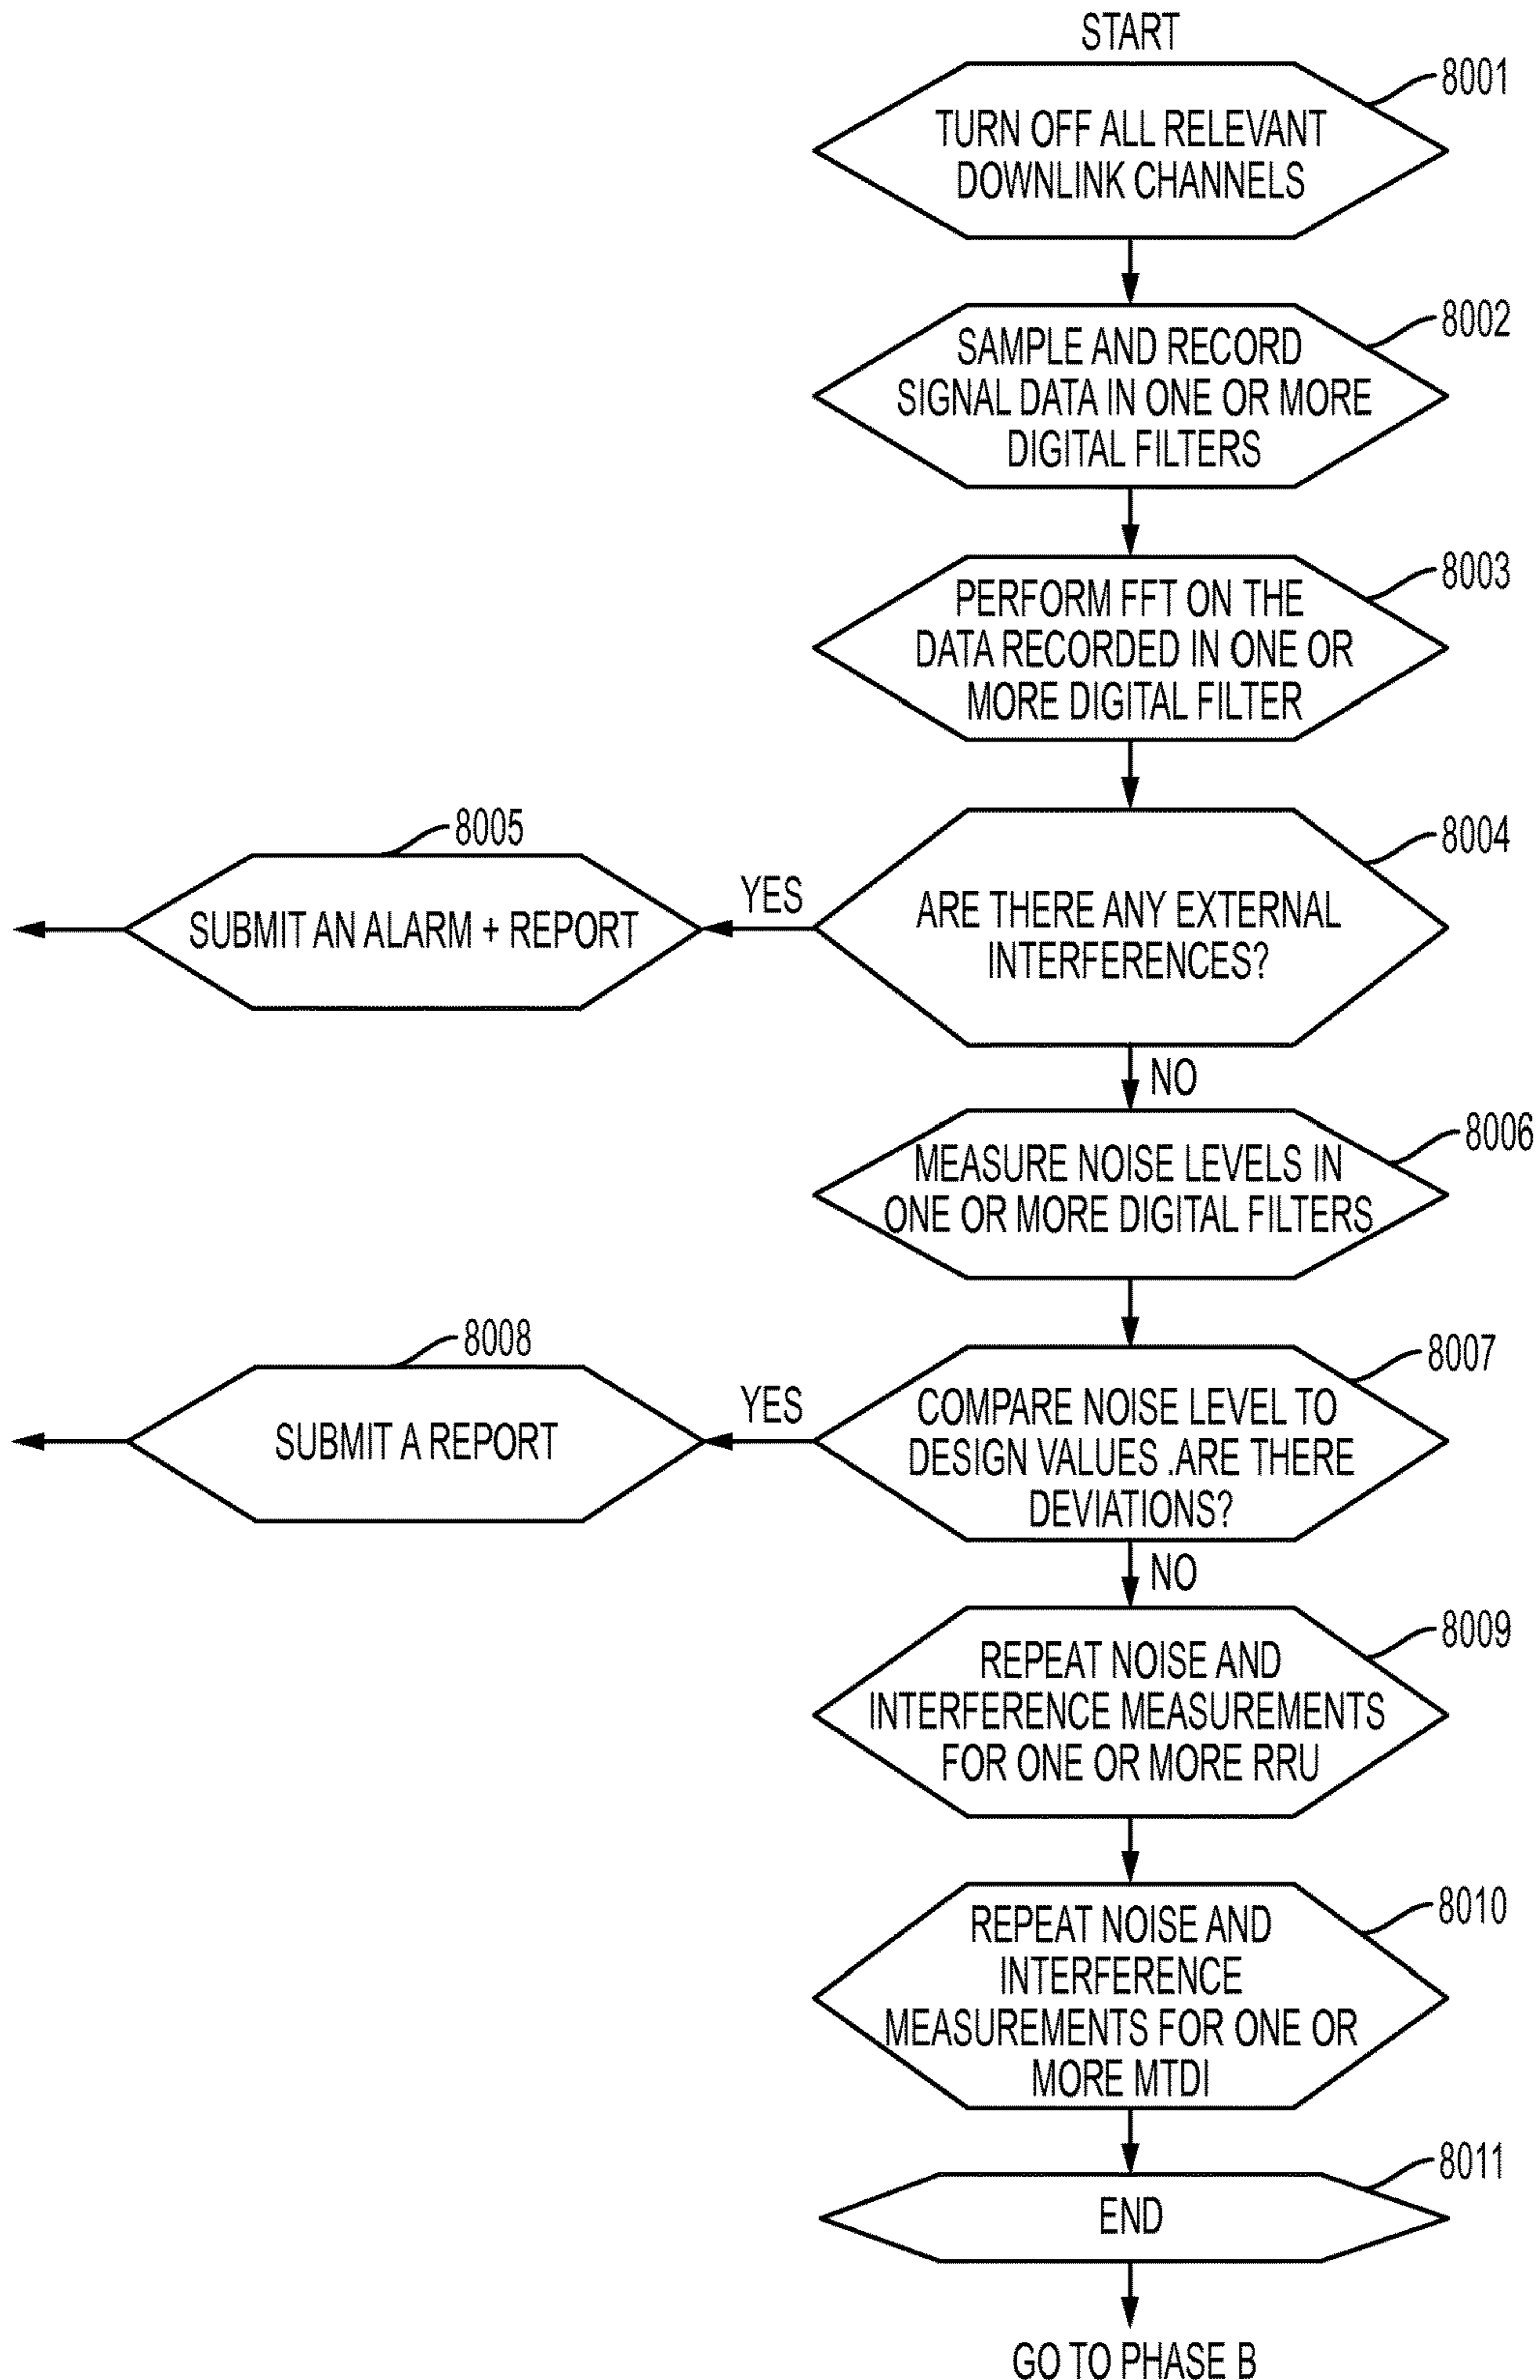 START
8001
TURN OFF ALL RELEVANT
DOWNLINK CHANNELS
8002
SAMPLE AND RECORD
SIGNAL DATA IN ONE OR MORE
DIGITAL FILTERS
8003
PERFORM FFT ON THE
DATA RECORDED IN ONE OR
MORE DIGITAL FILTER
8004
ARE THERE ANY EXTERNAL
INTERFERENCES?
YES
8005
SUBMIT AN ALARM + REPORT
NO
8006
MEASURE NOISE LEVELS IN
ONE OR MORE DIGITAL FILTERS
8007
COMPARE NOISE LEVEL TO
DESIGN VALUES .ARE THERE
DEVIATIONS?
YES
8008
SUBMIT A REPORT
NO
8009
REPEAT NOISE AND
INTERFERENCE MEASUREMENTS
FOR ONE OR MORE RRU
8010
REPEAT NOISE AND
INTERFERENCE
MEASUREMENTS FOR ONE OR
MORE MTDI
8011
END
GO TO PHASE B